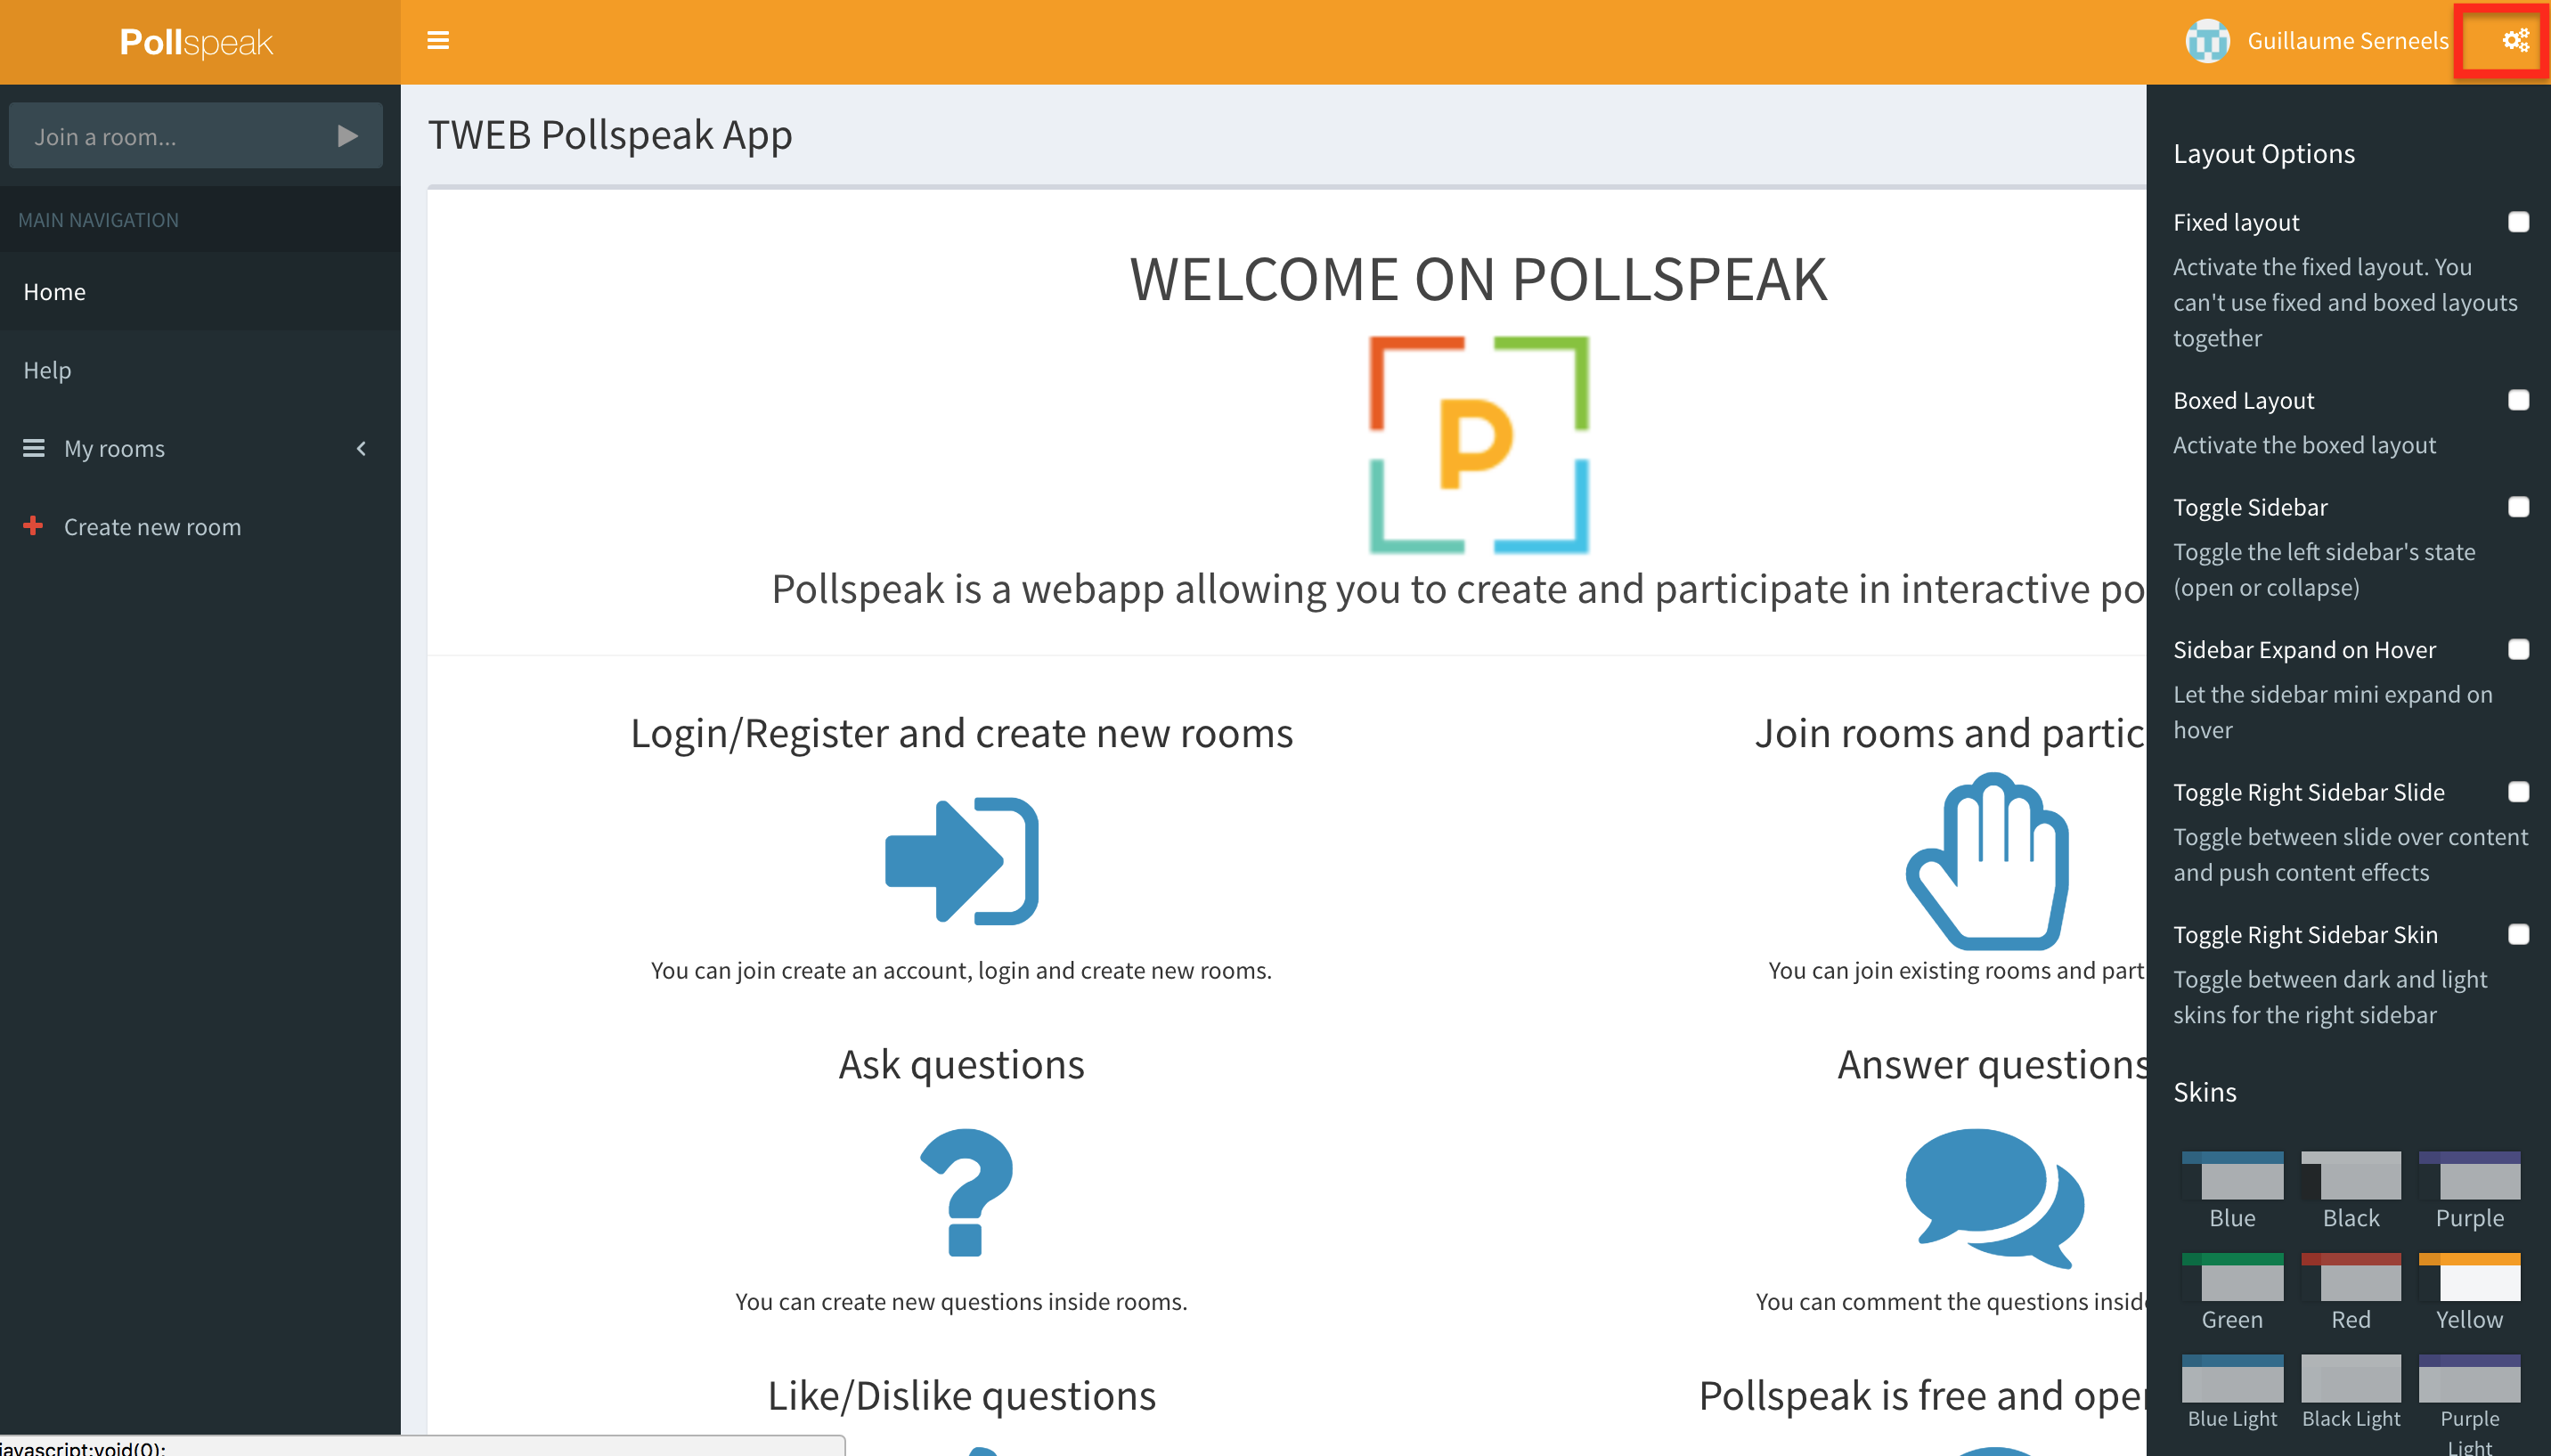 Pollspeak
Guillaume Serneels
Join a room...
MAIN NAVIGATION
Home
Help
My rooms
Create new room
TWEB Pollspeak App
WELCOME ON POLLSPEAK
P
Pollspeak is a webapp allowing you to create and participate in interactive po
Login/Register and create new rooms
You can join create an account, login and create new rooms.
Join rooms and partic
You can join existing rooms and part
Ask questions
You can create new questions inside rooms.
Answer questions
You can comment the questions insid
Like/Dislike questions
Pollspeak is free and oper
Layout Options
Fixed layout
Activate the fixed layout. You
can't use fixed and boxed layouts
together
Boxed Layout
Activate the boxed layout
Toggle Sidebar
Toggle the left sidebar's state
(open or collapse)
Sidebar Expand on Hover
Let the sidebar mini expand on
hover
Toggle Right Sidebar Slide
Toggle between slide over content
and push content effects
Toggle Right Sidebar Skin
Toggle between dark and light
skins for the right sidebar
Skins
Blue
Black
Purple
Green
Red
Yellow
Blue Light
Black Light
Purple
Light
javascript:void(0);